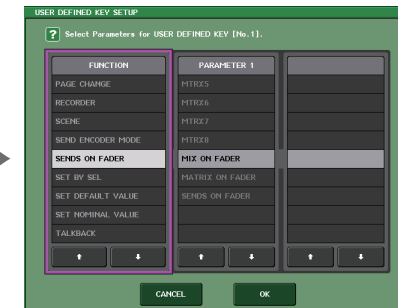 USER DEFINED KEY SETUP
? Select Parameters for USER DEFINED KEY [No.1].
FUNCTION
PAGE CHANGE
RECORDER
SCENE
SEND ENCODER MODE
SENDS ON FADER
SET BY SEL
SET DEFAULT VALUE
SET NOMINAL VALUE
TALKBACK
PARAMETER 1
MTRX5
MTRX6
MTRX7
MTRX8
MIX ON FADER
MATRIX ON FADER
SENDS ON FADER
CANCEL
OK